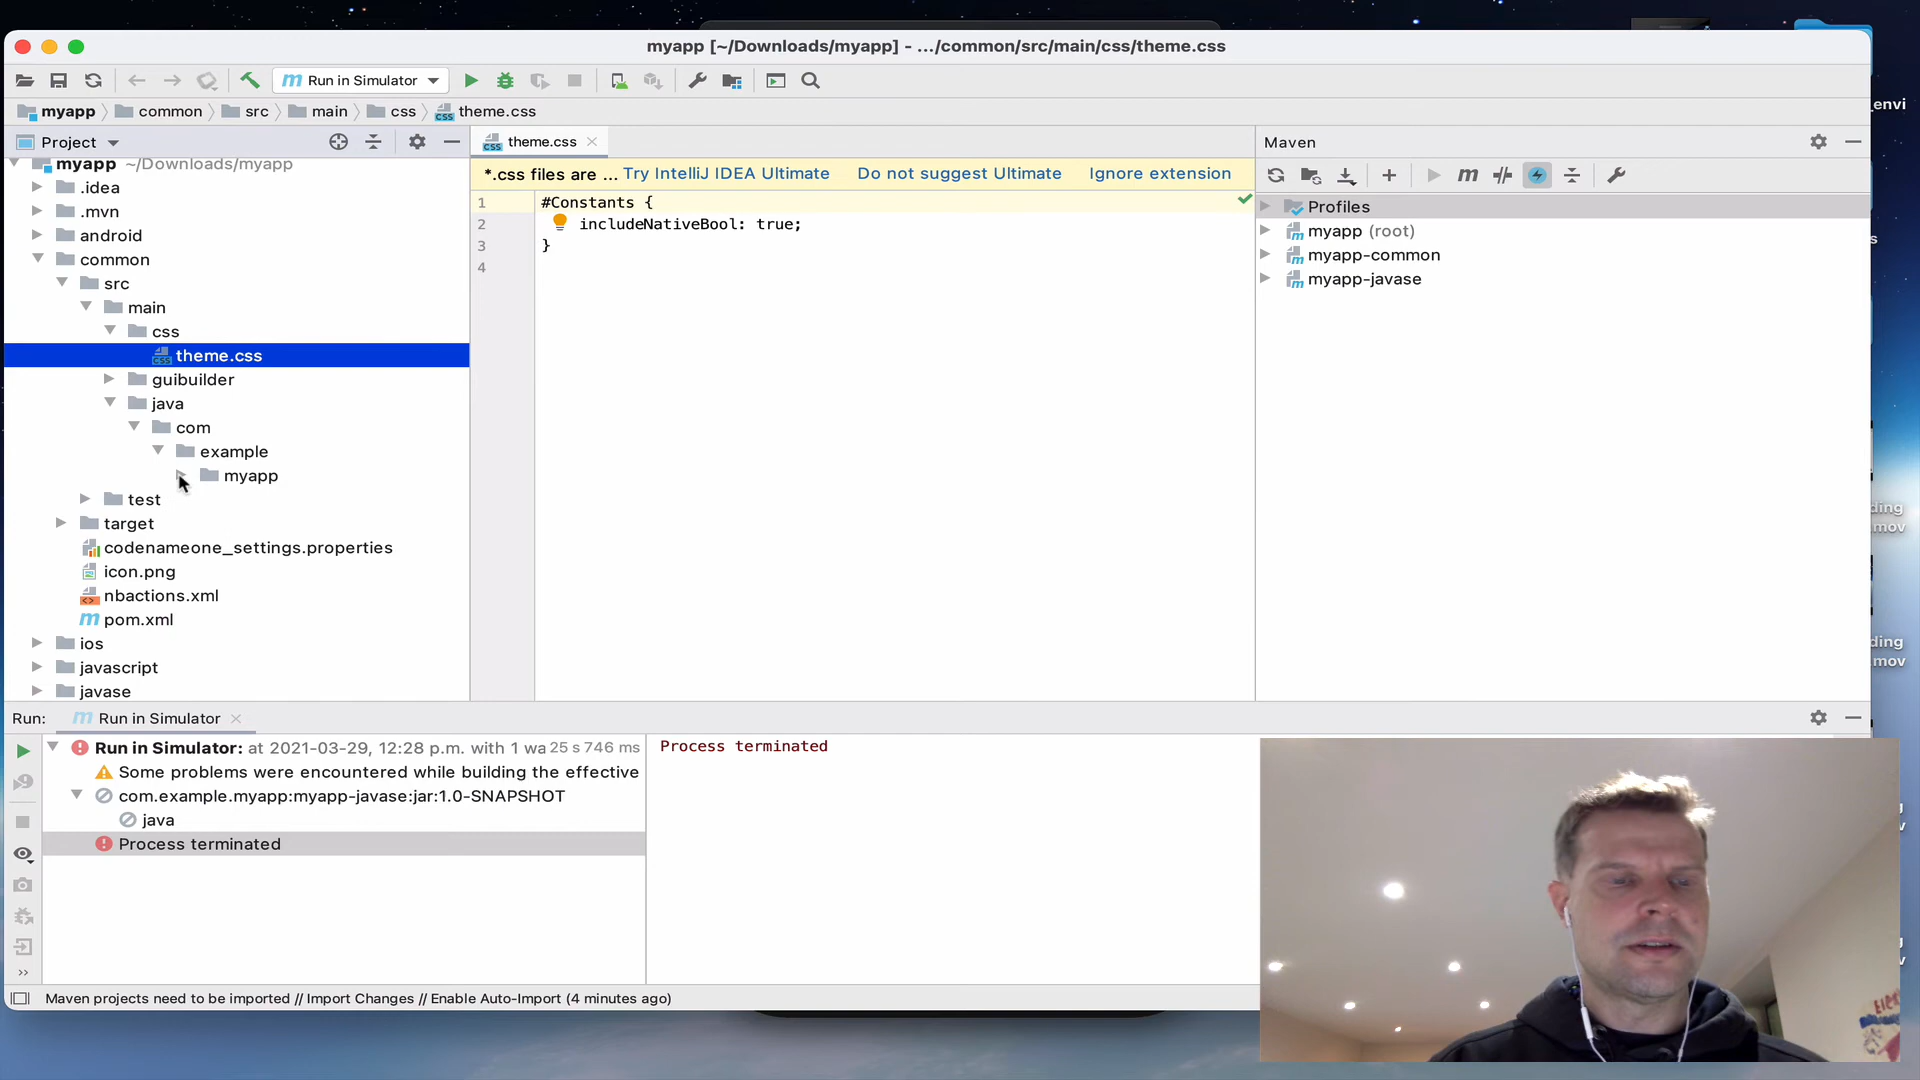 myapp [~/Downloads/myapp] - .../common/src/main/css/theme.css
Run in Simulator
myapp common src main css theme.css
Project
theme.css
Maven
myapp ~/Downloads/myapp
.idea
.mvn
android
common
src
main
css
theme.css
guibuilder
java
com
example
myapp
test
target
codenameone_settings.properties
icon.png
nbactions.xml
pom.xml
ios
javascript
javase
*.css files are ... Try IntelliJ IDEA Ultimate Do not suggest Ultimate Ignore extension
1 #Constants {
2 includeNativeBool: true;
3 }
4
Profiles
myapp (root)
myapp-common
myapp-javase
Run: Run in Simulator
Run in Simulator: at 2021-03-29, 12:28 p.m. with 1 wa 25 s 746 ms
Some problems were encountered while building the effective
com.example.myapp:myapp-javase:jar:1.0-SNAPSHOT
java
Process terminated
Process terminated
Maven projects need to be imported // Import Changes // Enable Auto-Import (4 minutes ago)
_envi
s
ding
mov
ding
mov